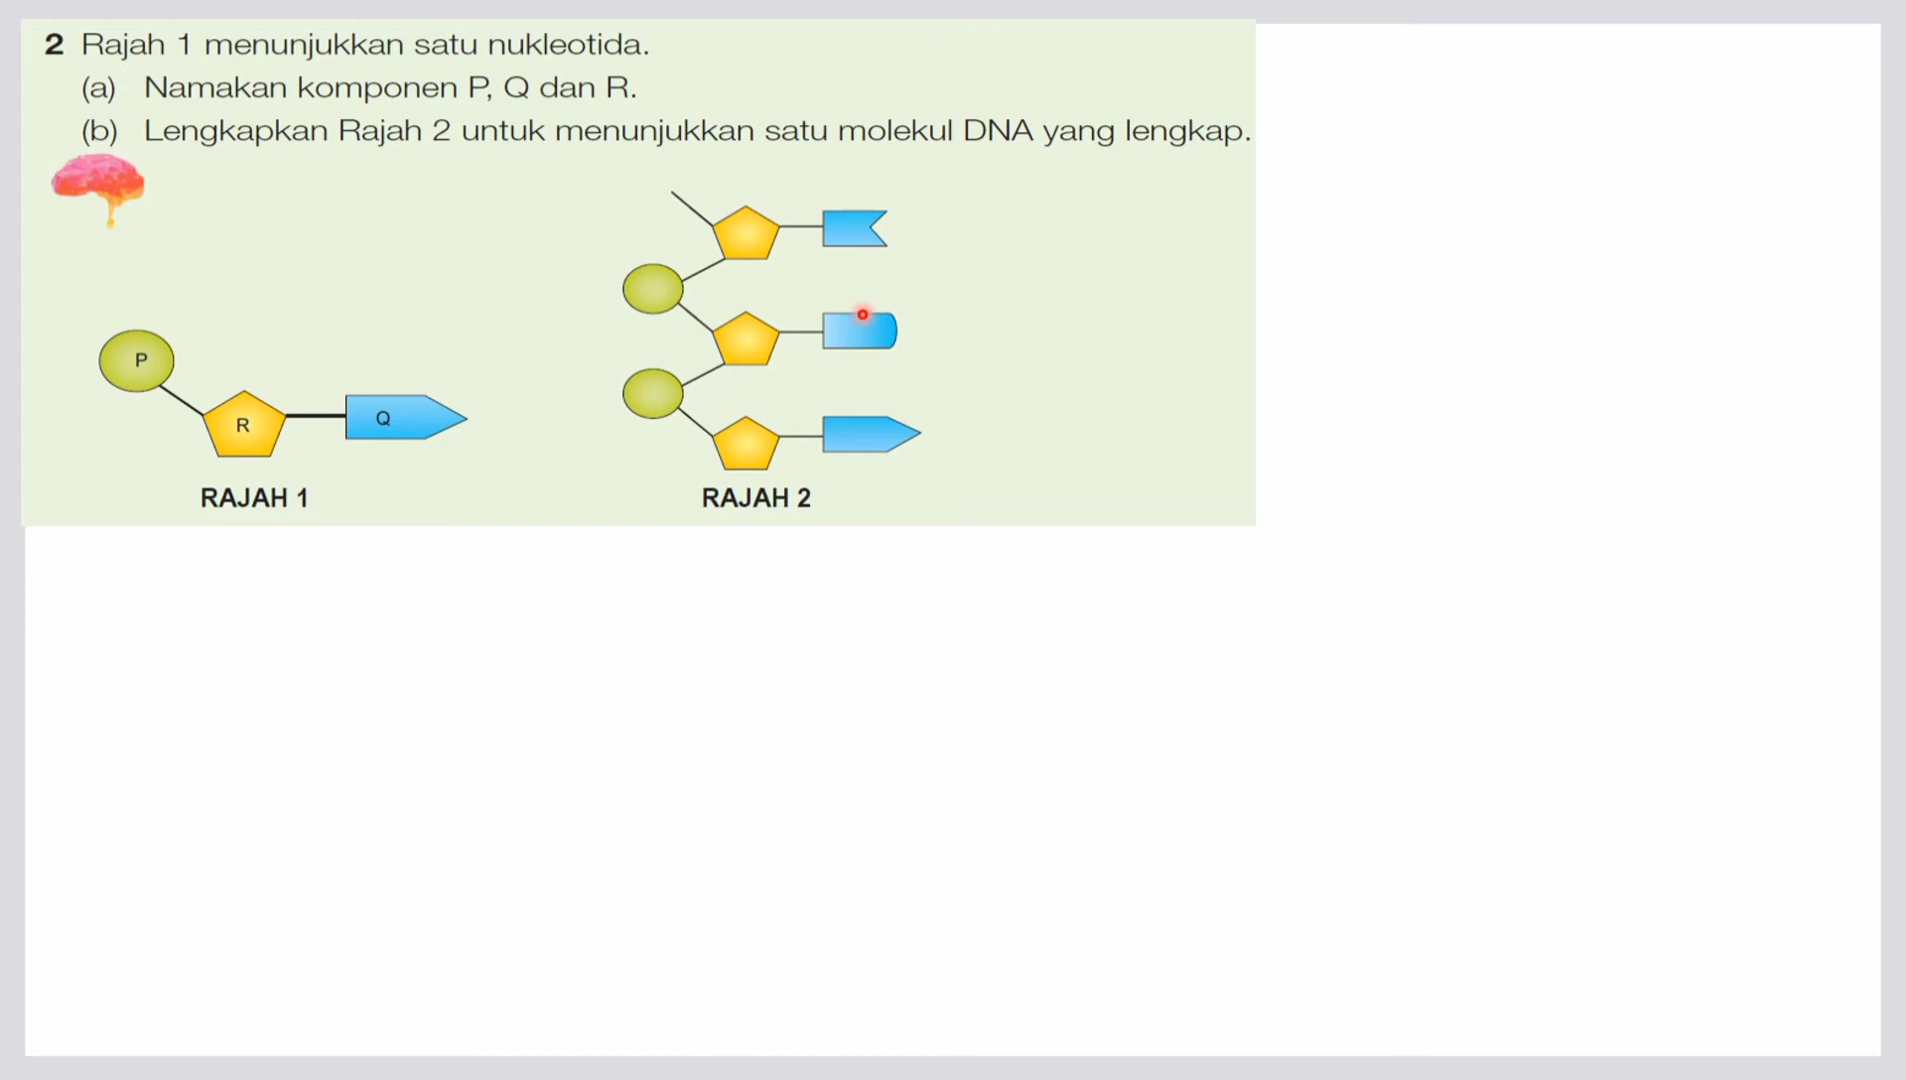 2 Rajah 1 menunjukkan satu nukleotida.
(a) Namakan komponen P, Q dan R.
(b) Lengkapkan Rajah 2 untuk menunjukkan satu molekul DNA yang lengkap.
P
R
Q
RAJAH 1
RAJAH 2